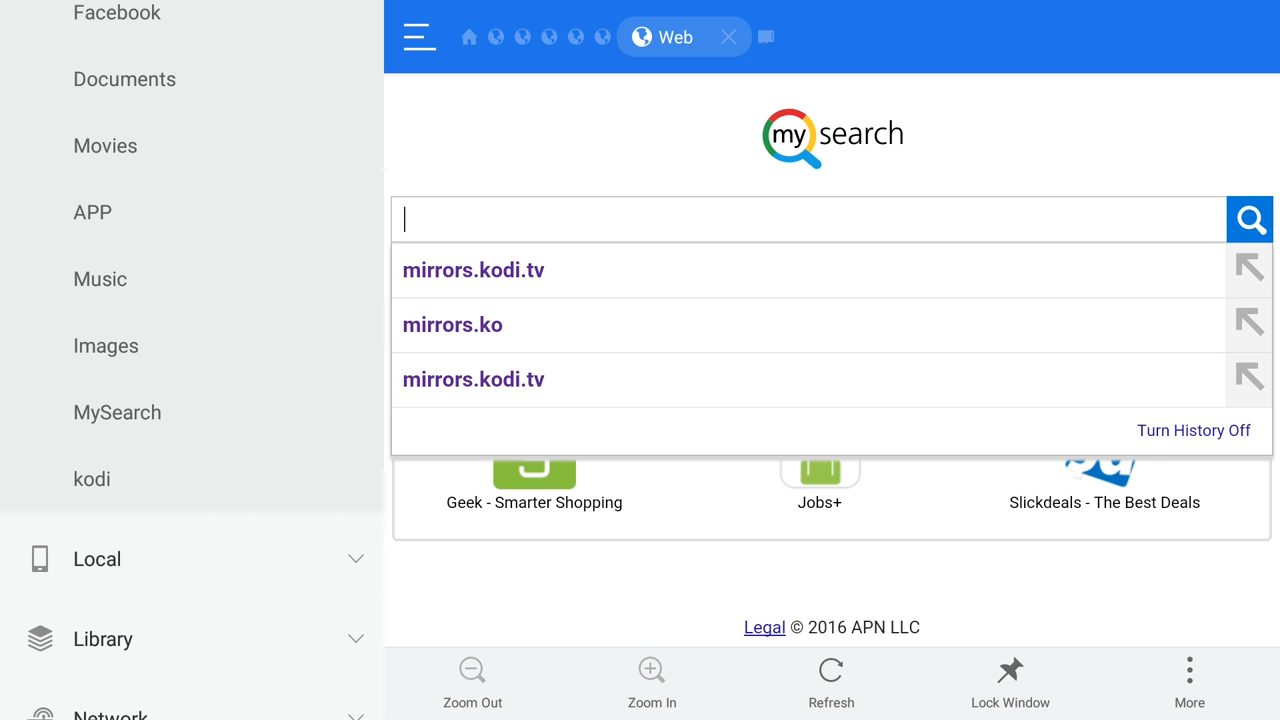 Facebook
Documents
Movies
APP
Music
Images
MySearch
kodi
Local
Library
Network
Web
my search
mirrors.kodi.tv
mirrors.ko
mirrors.kodi.tv
Turn History Off
Geek - Smarter Shopping
Jobs+
Slickdeals - The Best Deals
Legal © 2016 APN LLC
Zoom Out
Zoom In
Refresh
Lock Window
More